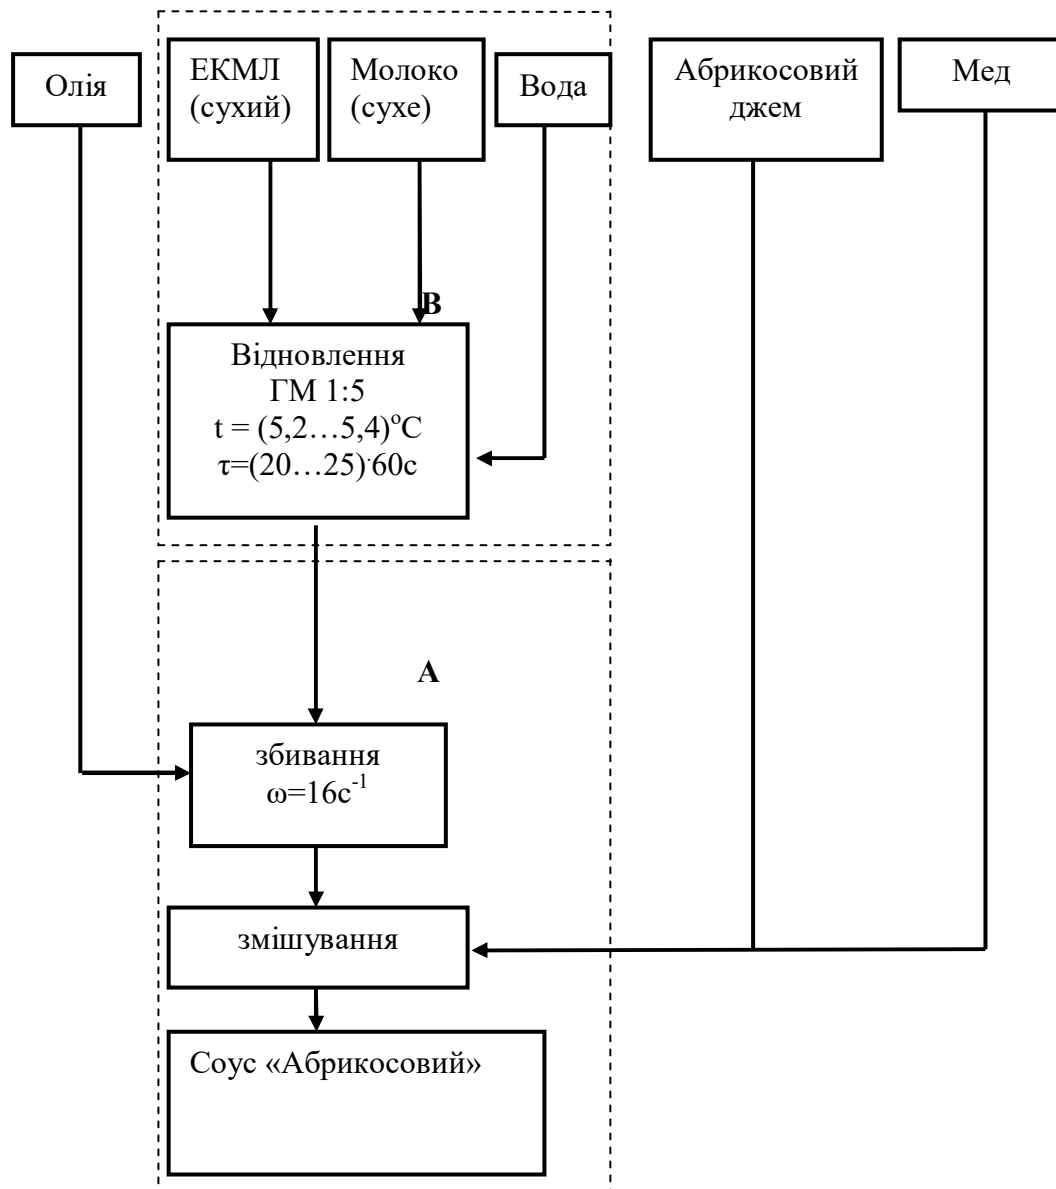 Олія
ЕКМЛ
(сухий)
Молоко
(сухе)
Вода
Абрикосовий
джем
Мед
В
Відновлення
ГМ 1:5
t = (5,2…5,4)°С
τ=(20…25)·60с
А
збивання
ω=16с⁻¹
змішування
Соус «Абрикосовий»